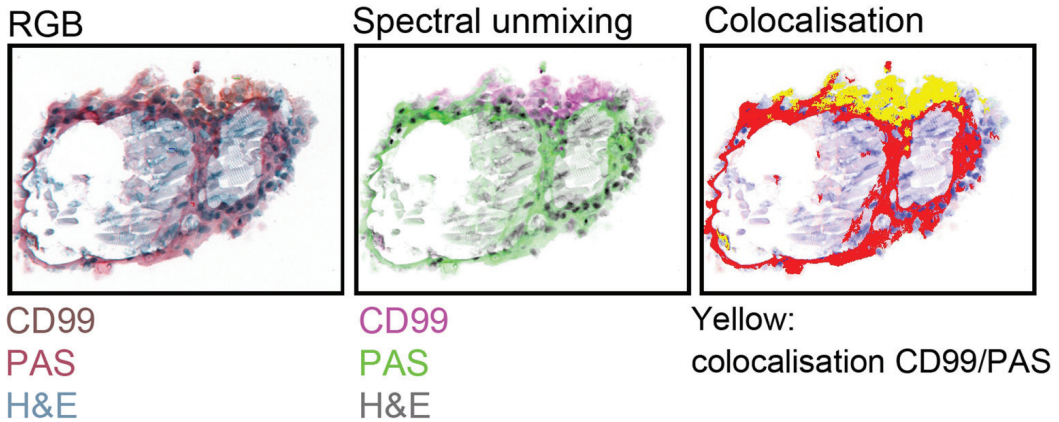 RGB
Spectral unmixing
Colocalisation
CD99
PAS
H&E
CD99
PAS
H&E
Yellow:
colocalisation CD99/PAS